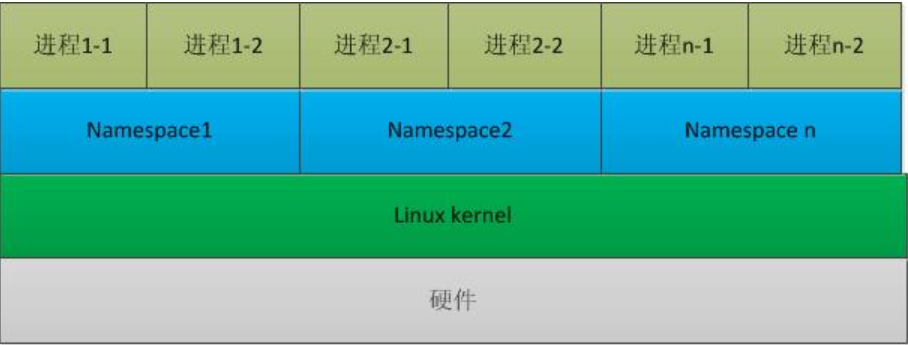 进程1-1 进程1-2 进程2-1 进程2-2 进程n-1 进程n-2
Namespace1 Namespace2 Namespace n
Linux kernel
硬件